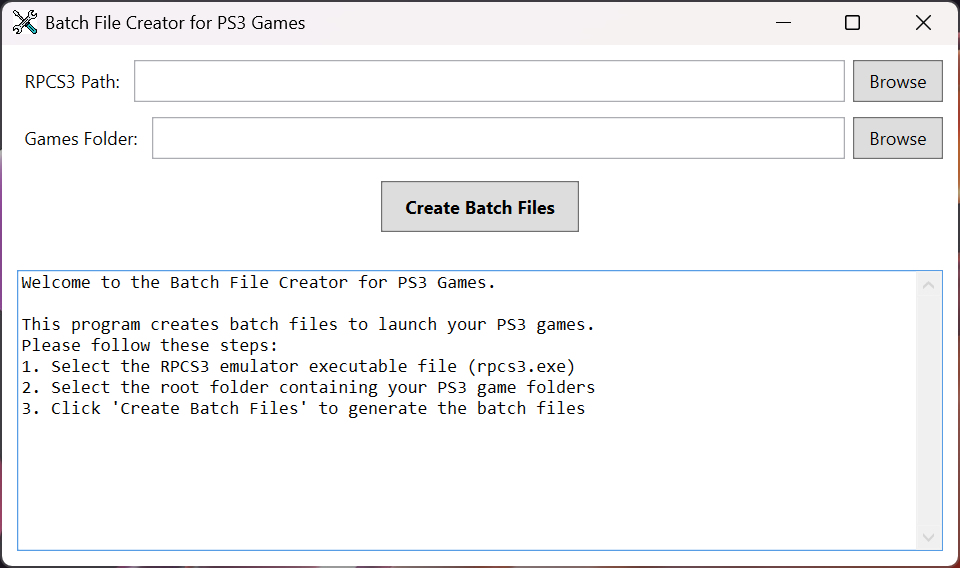 Batch File Creator for PS3 Games
RPCS3 Path:
Browse
Games Folder:
Browse
Create Batch Files
Welcome to the Batch File Creator for PS3 Games.
This program creates batch files to launch your PS3 games.
Please follow these steps:
1. Select the RPCS3 emulator executable file (rpcs3.exe)
2. Select the root folder containing your PS3 game folders
3. Click 'Create Batch Files' to generate the batch files